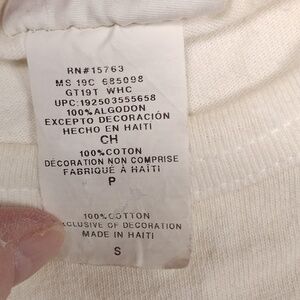 RN#15763
MS 19C 685098
GT19T WHC
UPC:192503555658
100%ALGODON
EXCEPTO DECORACIÓN
HECHO EN HAITI
CH
100%COTON
DÉCORATION NON COMPRISE
FABRIQUÉ À HAÏTI
P
100%COTTON
XCLUSIVE OF DECORATION
MADE IN HAITI
S